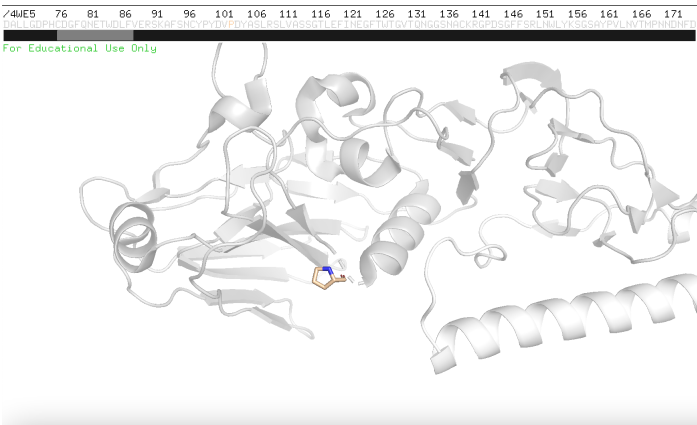 /4WE5 76 81 86 91 96 101 106 111 116 121 126 131 136 141 146 151 156 161 166 171
DALLGDPHCDGFQNETWDLFVERSKAFSNCYPYDVPDYASLRSLVASSGTLEFINEGFTWTGVTQNGGSNACKRGPDSGFFSRLNWLYKSGSAYPVLNVTMPNNDNFD
For Educational Use Only